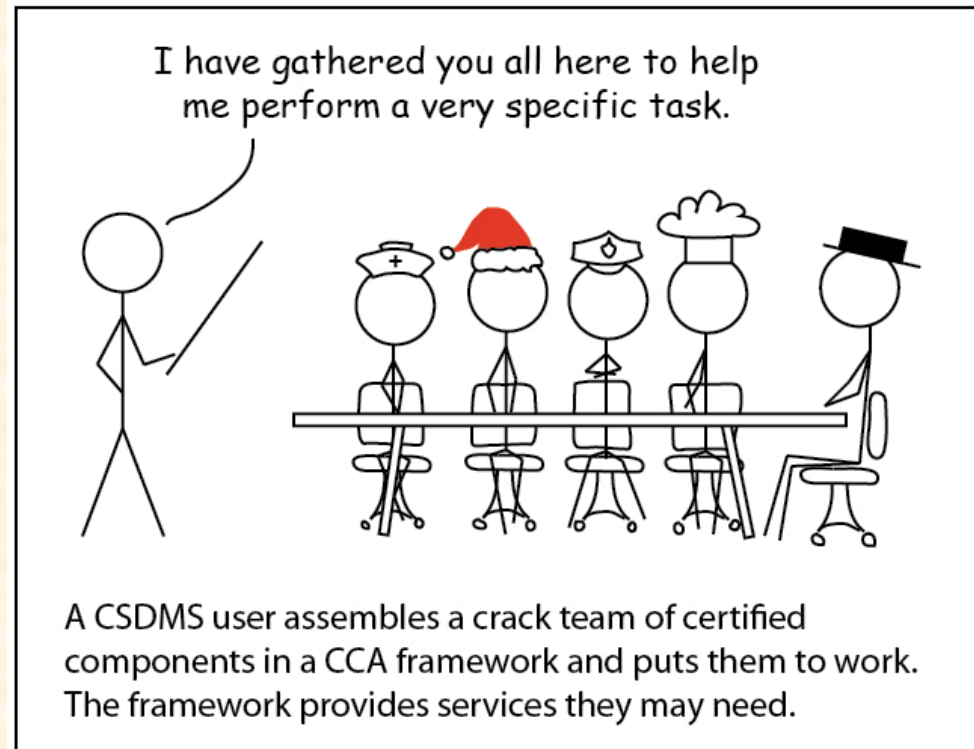 I have gathered you all here to help
me perform a very specific task.
A CSDMS user assembles a crack team of certified
components in a CCA framework and puts them to work.
The framework provides services they may need.